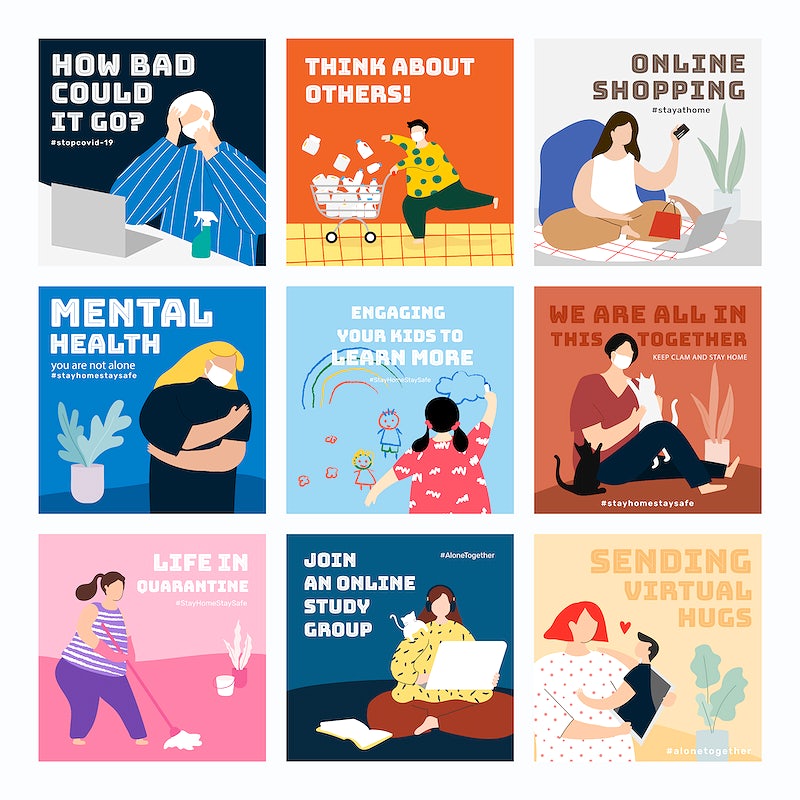 HOW BAD
COULD
IT GO?
#stopcovid-19
THINK ABOUT
OTHERS!
ONLINE
SHOPPING
#stayathome
MENTAL
HEALTH
you are not alone
#stayhomestaysafe
ENGAGING
YOUR KIDS TO
LEARN MORE
#StayHomeStaySafe
WE ARE ALL IN
THIS TOGETHER
KEEP CLAM AND STAY HOME
#stayhomestaysafe
LIFE IN
QUARANTINE
#StayHomeStaySafe
JOIN
AN ONLINE
STUDY
GROUP
#AloneTogether
SENDING
VIRTUAL
HUGS
#alonetogether